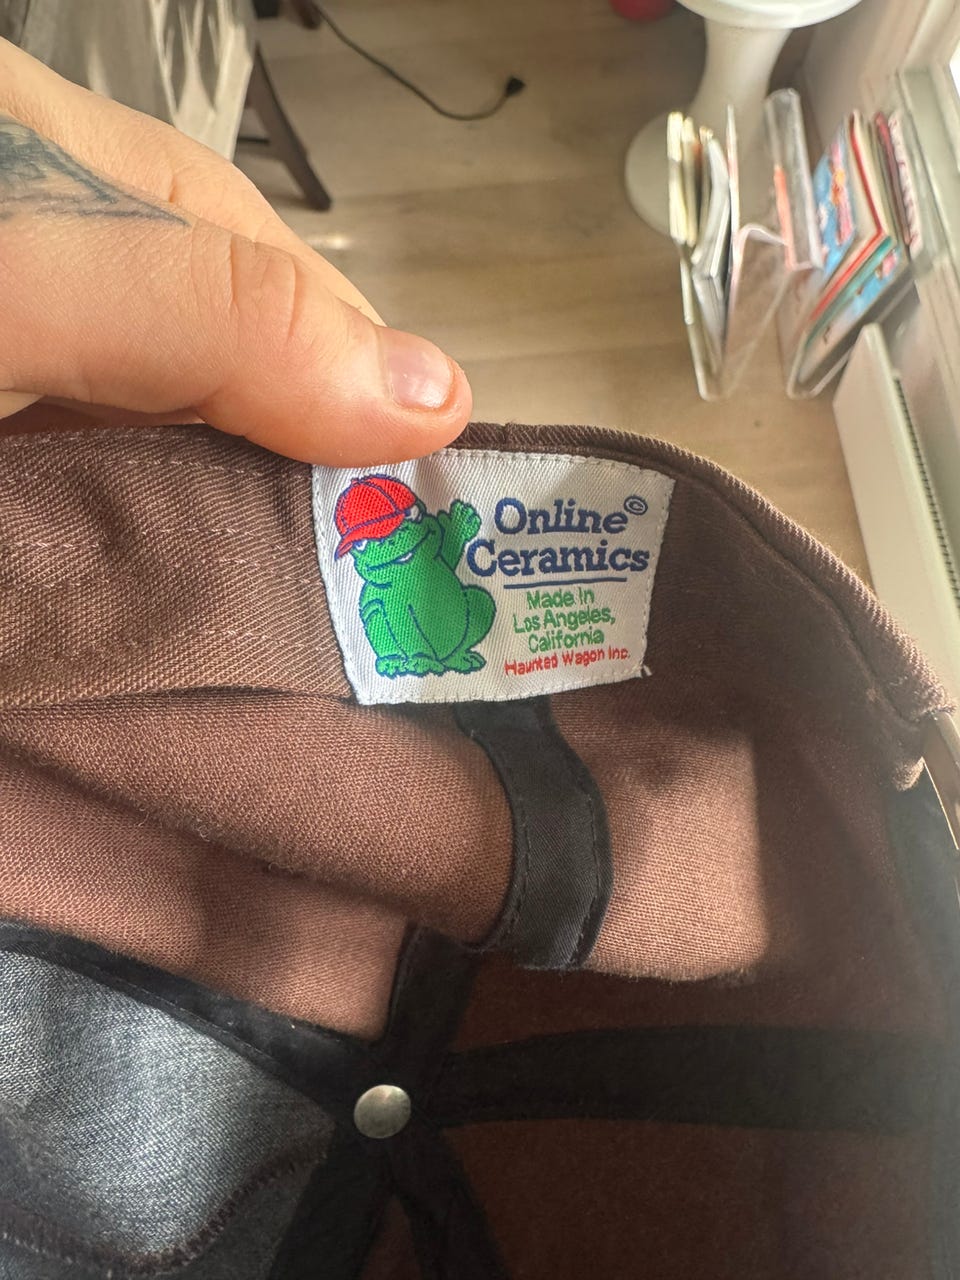 Online©
Ceramics
Made In
Los Angeles,
California
Haunted Wagon Inc.